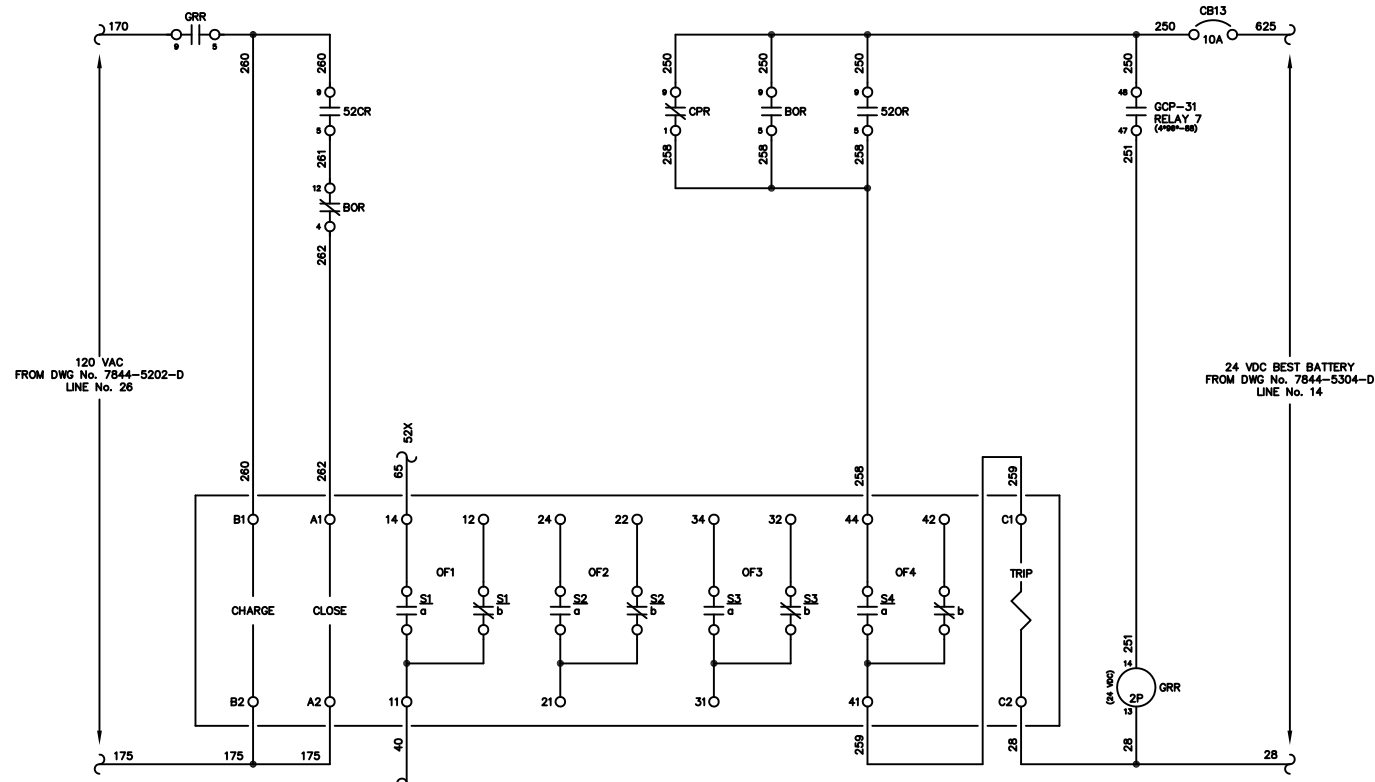 GRR
CB13
170
9
5
250
10A
625
260
260
250
250
250
250
9
52CR
5
9
CPR
1
9
BOR
5
9
52OR
5
48
GCP-31
RELAY 7
47
261
258
258
258
251
12
BOR
4
262
120 VAC
FROM DWG No. 7844-5202-D
LINE No. 26
24 VDC BEST BATTERY
FROM DWG No. 7844-5304-D
LINE No. 14
52X
260
262
65
258
259
B1
A1
14
12
24
22
34
32
44
42
C1
OF1
OF2
OF3
OF4
TRIP
CHARGE
CLOSE
S1
a
S1
b
S2
a
S2
b
S3
a
S3
b
S4
a
b
251
14
(24 VDC)
2P
GRR
13
B2
A2
11
21
31
41
C2
40
259
28
28
175
175
175
28